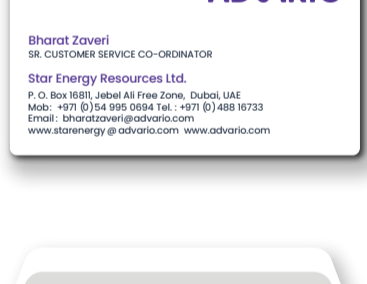 Bharat Zaveri
SR. CUSTOMER SERVICE CO-ORDINATOR
Star Energy Resources Ltd.
P. O. Box 16811, Jebel Ali Free Zone, Dubai, UAE
Mob: +971 (0)54 995 0694 Tel. : +971 (0)488 16733
Email: bharatzaveri@advario.com
www.starenergy@advario.com www.advario.com